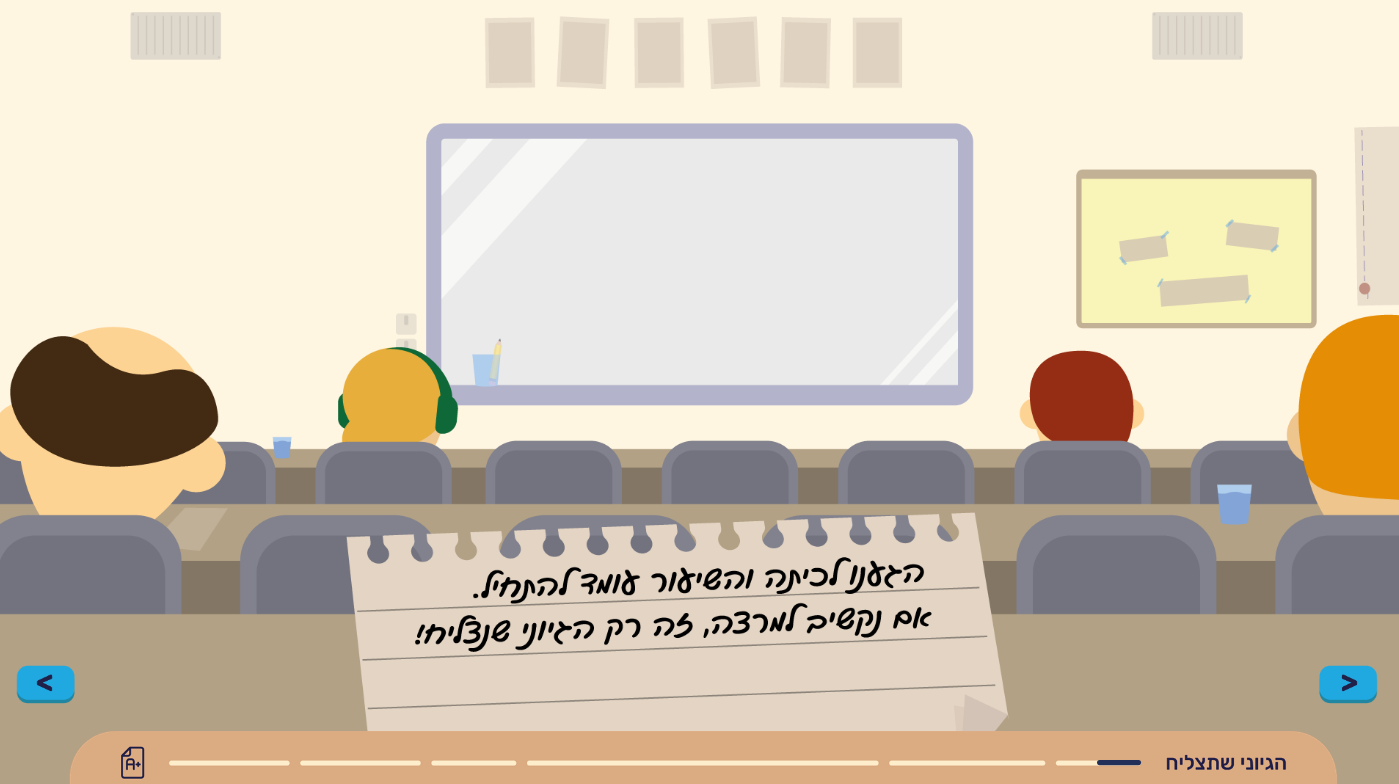 הגענו לכיתה והשיעור עומד להתחיל.
אם נקשיב למרצה, זה רק הגיוני שנצליח!
<
>
A+
הגיוני שתצליח